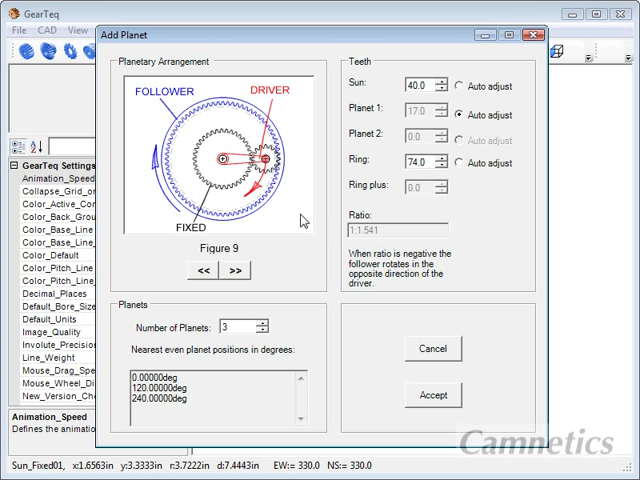 GearTeq
File CAD View
Add Planet
Planetary Arrangement
FOLLOWER
DRIVER
FIXED
Figure 9
<< >>
Teeth
Sun: 40.0 Auto adjust
Planet 1: 17.0 Auto adjust
Planet 2: 0.0 Auto adjust
Ring: 74.0 Auto adjust
Ring plus: 0.0
Ratio:
1:1.541
When ratio is negative the
follower rotates in the
opposite direction of the
driver.
Planets
Number of Planets: 3
Nearest even planet positions in degrees:
0.00000deg
120.00000deg
240.00000deg
Cancel
Accept
GearTeq Settings
Animation_Speed
Collapse_Grid_on
Color_Active_Con
Color_Back_Grou
Color_Base_Line
Color_Base_Line_
Color_Default
Color_Pitch_Line
Color_Pitch_Line_
Decimal_Places
Default_Bore_Size
Default_Units
Image_Quality
Involute_Precision
Line_Weight
Mouse_Drag_Spe
Mouse_Wheel_Di
New_Version_Che
Animation_Speed
Defines the animatio
Camnetics
Sun_Fixed01, x:1.6563in y:3.3333in r:3.7222in d:7.4443in EW:= 330.0 NS:= 330.0